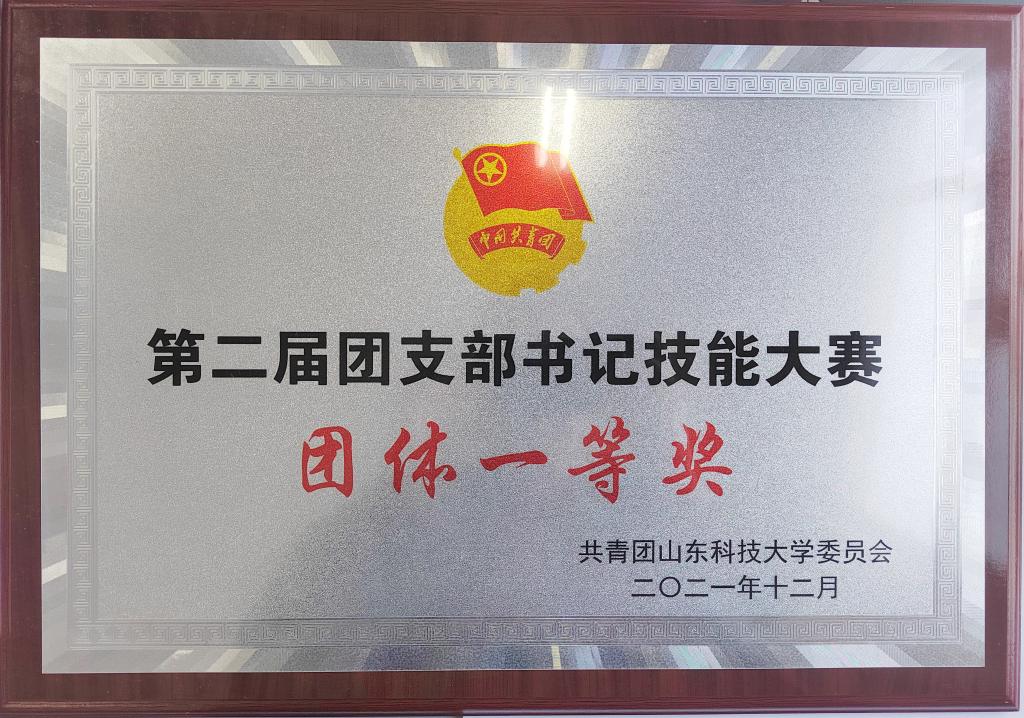 中国共青团
第二届团支部书记技能大赛
团体一等奖
共青团山东科技大学委员会
二〇二一年十二月